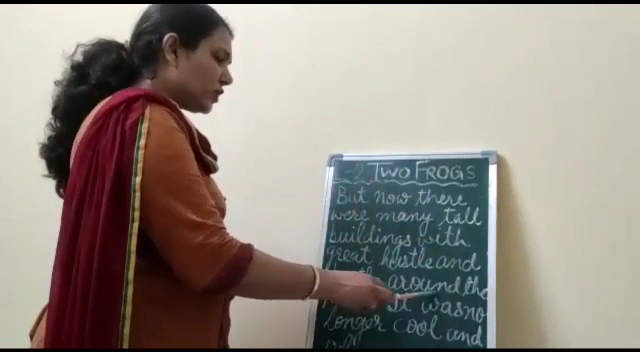 -2 TWO FROGS
But now there
were many tall
buildings with
great hustle and
around the
It was no
longer cool and